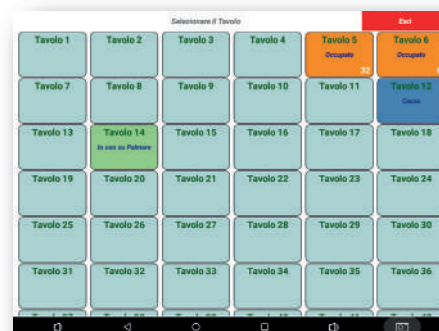 Selezionare il Tavolo
Esci
Tavolo 1
Tavolo 2
Tavolo 3
Tavolo 4
Tavolo 5
Occupato
32
Tavolo 6
Occupato
Tavolo 7
Tavolo 8
Tavolo 9
Tavolo 10
Tavolo 11
Tavolo 12
Tavolo 13
Tavolo 14
In uso su Palmare
Tavolo 15
Tavolo 16
Tavolo 17
Tavolo 18
Tavolo 19
Tavolo 20
Tavolo 21
Tavolo 22
Tavolo 23
Tavolo 24
Tavolo 25
Tavolo 26
Tavolo 27
Tavolo 28
Tavolo 29
Tavolo 30
Tavolo 31
Tavolo 32
Tavolo 33
Tavolo 34
Tavolo 35
Tavolo 36